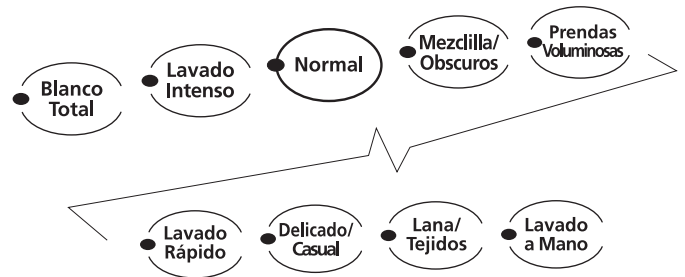 Blanco
Total
Lavado
Intenso
Normal
Mezclilla/
Obscuros
Prendas
Voluminosas
Lavado
Rápido
Delicado/
Casual
Lana/
Tejidos
Lavado
a Mano